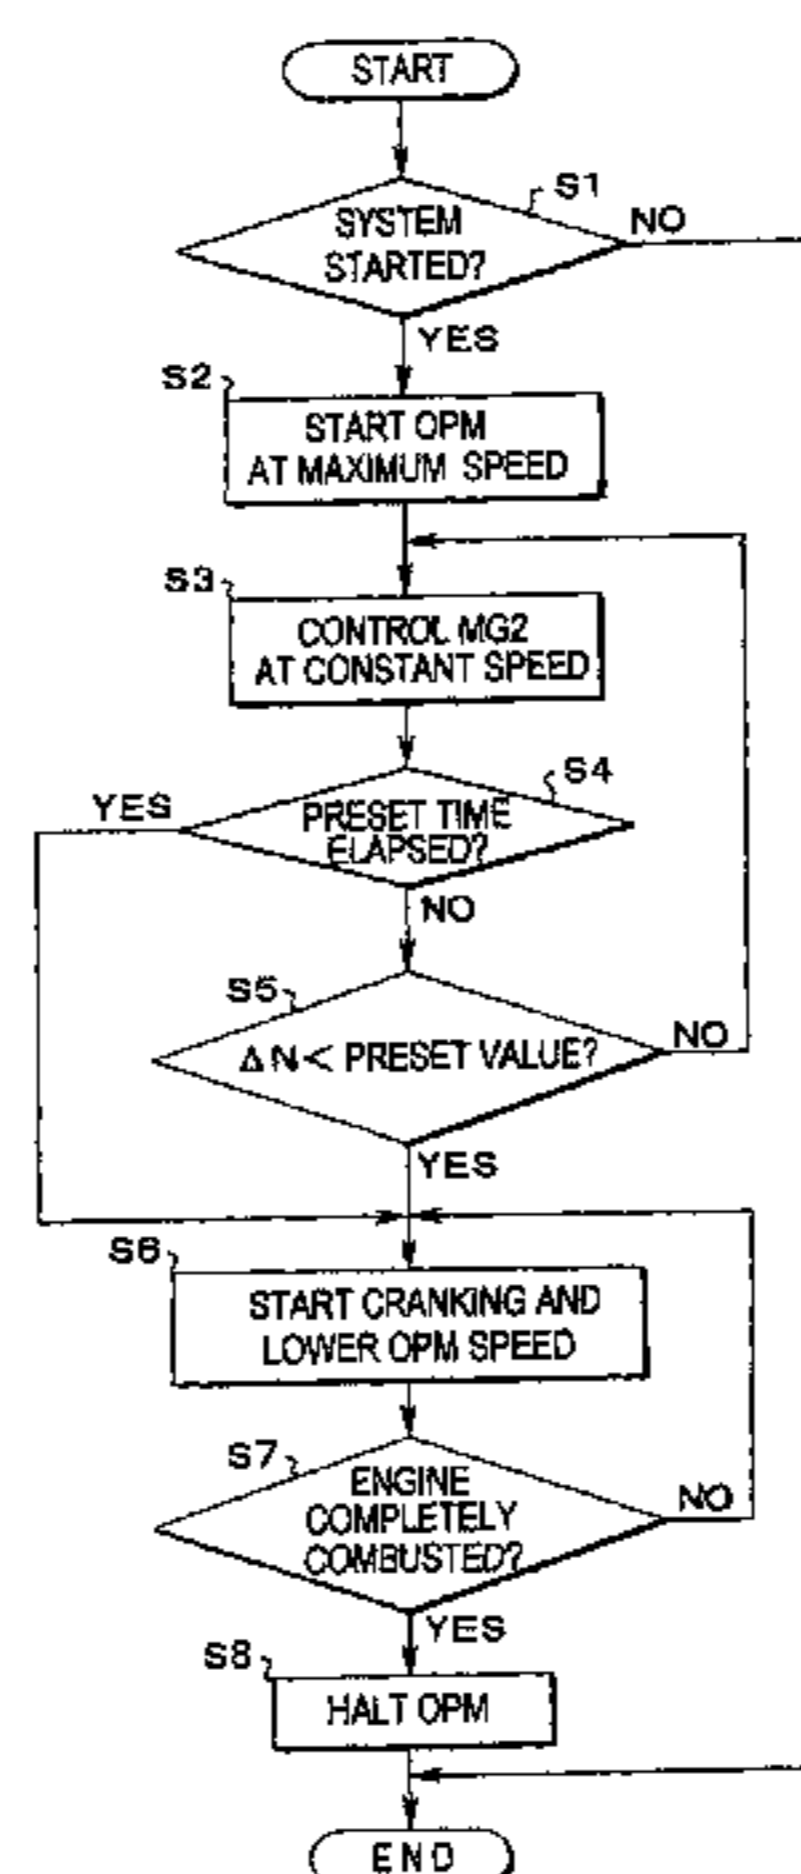 START
S1
SYSTEM
STARTED?
NO
YES
S2
START OPM
AT MAXIMUM SPEED
S3
CONTROL MG2
AT CONSTANT SPEED
S4
YES
PRESET TIME
ELAPSED?
NO
S5
ΔN < PRESET VALUE?
NO
YES
S6
START CRANKING AND
LOWER OPM SPEED
S7
ENGINE
COMPLETELY
COMBUSTED?
NO
YES
S8
HALT OPM
END